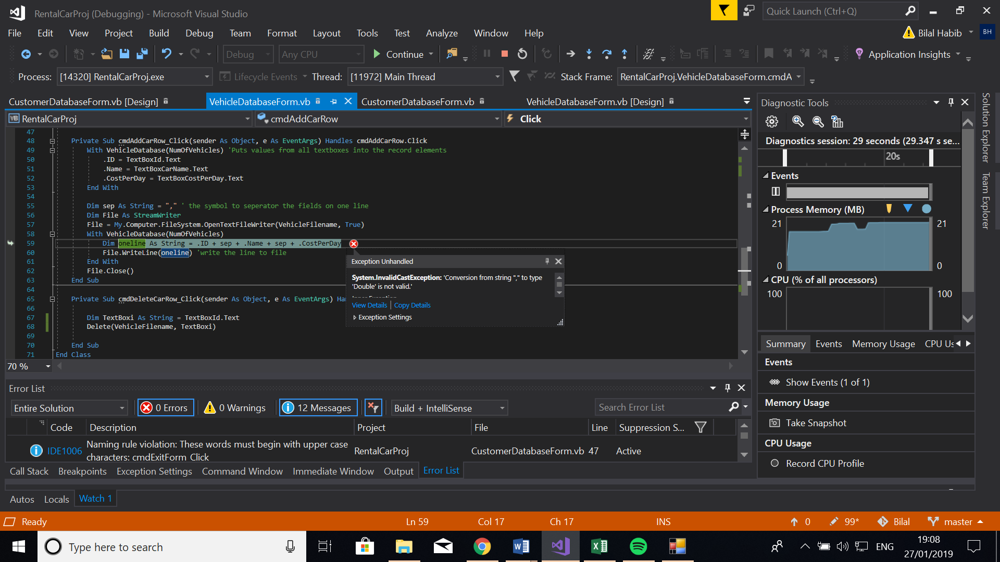 RentalCarProj (Debugging) - Microsoft Visual Studio
Quick Launch (Ctrl+Q)
File Edit View Project Build Debug Team Format Layout Tools Test Analyze Window Help
Bilal Habib BH
Debug Any CPU Continue Application Insights
Process: [14320] RentalCarProj.exe Lifecycle Events Thread: [11972] Main Thread Stack Frame: RentalCarProj.VehicleDatabaseForm.cmdA
CustomerDatabaseForm.vb [Design] VehicleDatabaseForm.vb CustomerDatabaseForm.vb VehicleDatabaseForm.vb [Design]
VB RentalCarProj cmdAddCarRow Click
47
48 Private Sub cmdAddCarRow_Click(sender As Object, e As EventArgs) Handles cmdAddCarRow.Click
49 With VehicleDatabase(NumOfVehicles) 'Puts values from all textboxes into the record elements
50 .ID = TextBoxId.Text
51 .Name = TextBoxCarName.Text
52 .CostPerDay = TextBoxCostPerDay.Text
53 End With
54
55 Dim sep As String = "," ' the symbol to seperator the fields on one line
56 Dim File As StreamWriter
57 File = My.Computer.FileSystem.OpenTextFileWriter(VehicleFilename, True)
58 With VehicleDatabase(NumOfVehicles)
59 Dim oneline As String = .ID + sep + .Name + sep + .CostPerDay
60 File.WriteLine(oneline) 'write the line to file
61 End With
62 File.Close()
63 End Sub
64
65 Private Sub cmdDeleteCarRow_Click(sender As Object, e As EventArgs) Ha
66
67 Dim TextBoxi As String = TextBoxId.Text
68 Delete(VehicleFilename, TextBoxi)
69
70 End Sub
71 End Class
70 %
Exception Unhandled
System.InvalidCastException: 'Conversion from string "," to type
'Double' is not valid.'
View Details | Copy Details
Exception Settings
Diagnostic Tools
Diagnostics session: 29 seconds (29.347 s se...
20s
Events
Process Memory (MB)
21 21
0 0
CPU (% of all processors)
100 100
Summary Events Memory Usage CPU Us
Events
Show Events (1 of 1)
Memory Usage
Take Snapshot
CPU Usage
Record CPU Profile
Solution Explorer
Team Explorer
Error List
Entire Solution 0 Errors 0 Warnings 12 Messages Build + IntelliSense Search Error List
Code Description Project File Line Suppression S...
IDE1006 Naming rule violation: These words must begin with upper case RentalCarProj CustomerDatabaseForm.vb 47 Active
characters: cmdExitForm_Click
Call Stack Breakpoints Exception Settings Command Window Immediate Window Output Error List
Autos Locals Watch 1
Ready Ln 59 Col 17 Ch 17 INS 0 99* Bilal master
Type here to search
ENG
19:08
27/01/2019